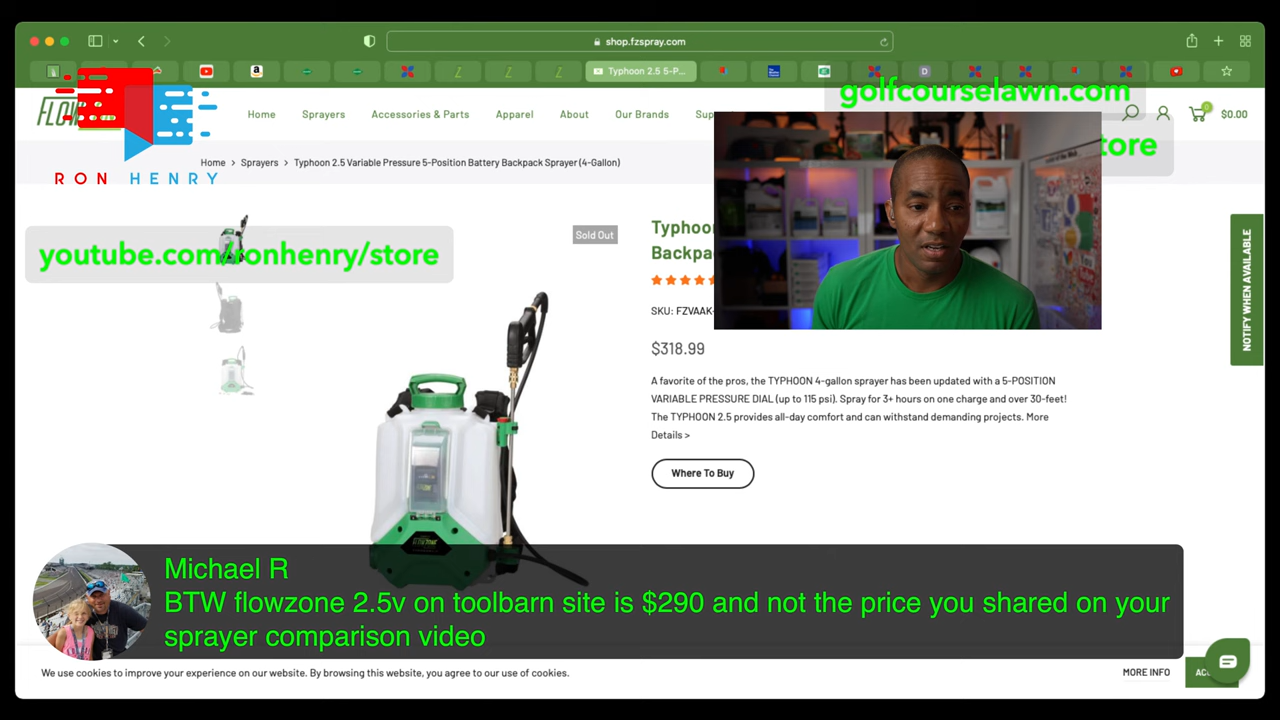 shop.fzspray.com
Typhoon 2.5 5-P...
golfcourselawn.com
FLOW
Home
Sprayers
Accessories & Parts
Apparel
About
Our Brands
0
$0.00
tore
Home > Sprayers > Typhoon 2.5 Variable Pressure 5-Position Battery Backpack Sprayer (4-Gallon)
RON HENRY
Sold Out
youtube.com/ronhenry/store
NOTIFY WHEN AVAILABLE
SKU: FZVAAK-
$318.99
A favorite of the pros, the TYPHOON 4-gallon sprayer has been updated with a 5-POSITION
VARIABLE PRESSURE DIAL (up to 115 psi). Spray for 3+ hours on one charge and over 30-feet!
The TYPHOON 2.5 provides all-day comfort and can withstand demanding projects. More
Details >
Where To Buy
Michael R
BTW flowzone 2.5v on toolbarn site is $290 and not the price you shared on your
sprayer comparison video
We use cookies to improve your experience on our website. By browsing this website, you agree to our use of cookies.
MORE INFO